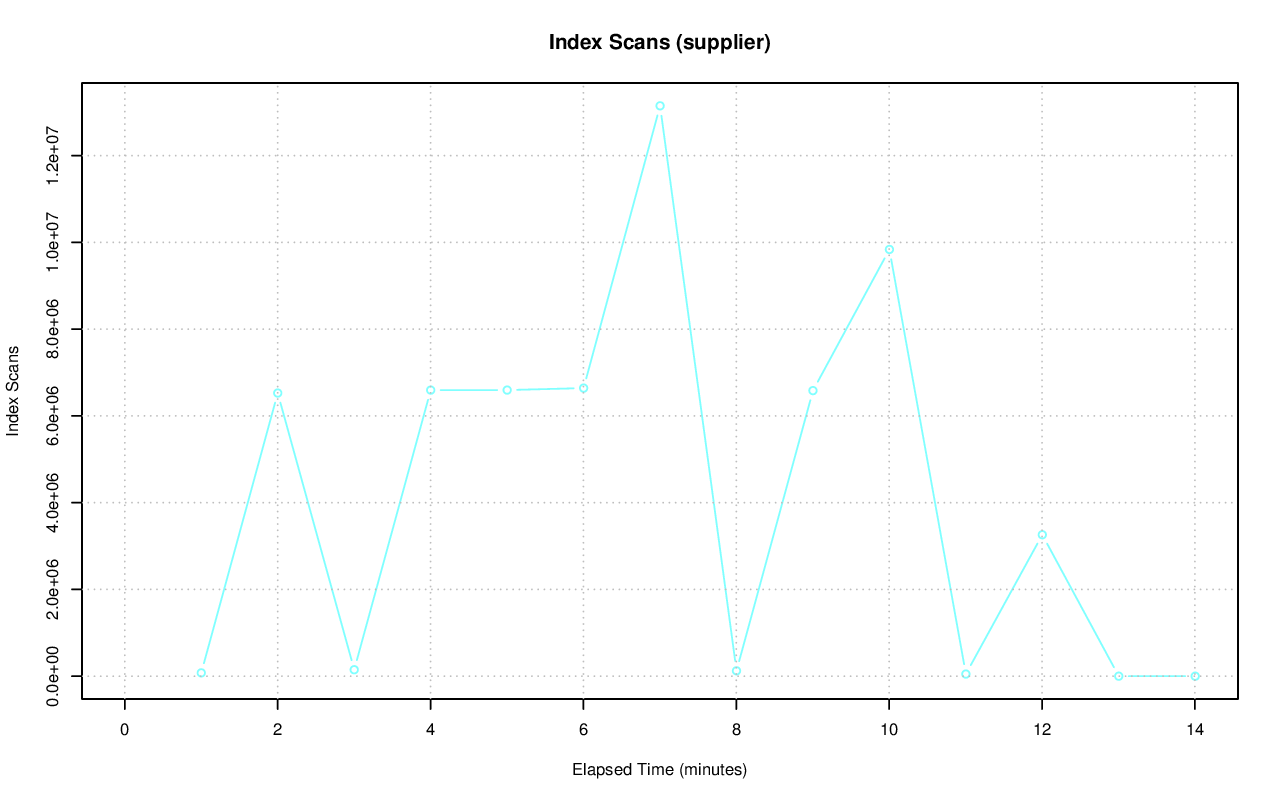 Index Scans (supplier)
Index Scans
1.2e+07
1.0e+07
8.0e+06
6.0e+06
4.0e+06
2.0e+06
0.0e+00
0 2 4 6 8 10 12 14
Elapsed Time (minutes)